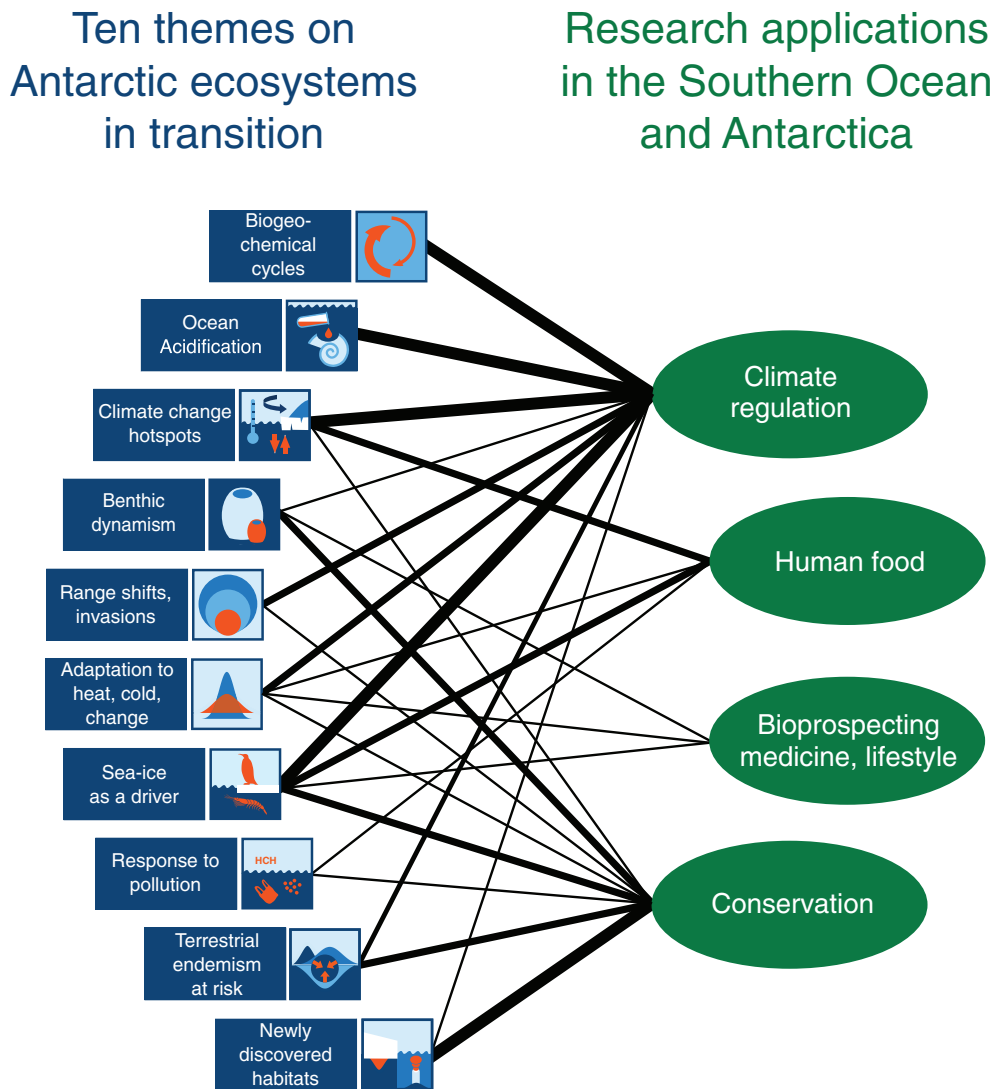 Ten themes on
Antarctic ecosystems
in transition
Research applications
in the Southern Ocean
and Antarctica
Biogeo-
chemical
cycles
Ocean
Acidification
Climate change
hotspots
Benthic
dynamism
Range shifts,
invasions
Adaptation to
heat, cold,
change
Sea-ice
as a driver
Response to
pollution
HCH
Terrestrial
endemism
at risk
Newly
discovered
habitats
Climate
regulation
Human food
Bioprospecting
medicine, lifestyle
Conservation